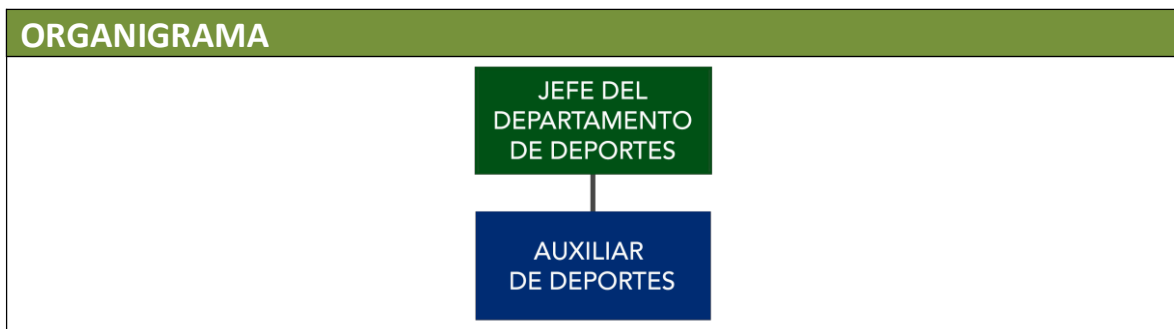 ORGANIGRAMA
JEFE DEL
DEPARTAMENTO
DE DEPORTES
AUXILIAR
DE DEPORTES